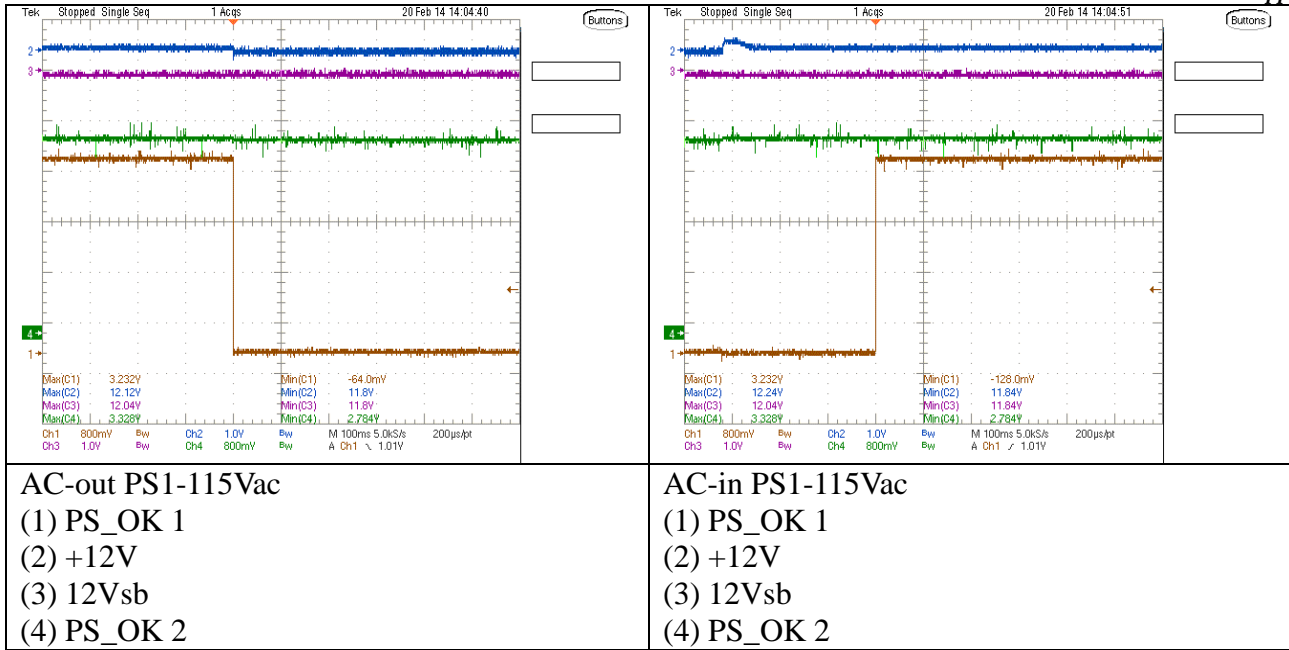 Tek Stopped Single Seq 1 Acqs 20 Feb 14 14:04:40
Buttons
2
3
4
1
Max(C1) 3.232V Min(C1) -64.0mV
Max(C2) 12.12V Min(C2) 11.8V
Max(C3) 12.04V Min(C3) 11.8V
Max(C4) 3.328V Min(C4) 2.784V
Ch1 800mV Bw Ch2 1.0V Bw M 100ms 5.0kS/s 200µs/pt
Ch3 1.0V Bw Ch4 800mV Bw A Ch1 1.01V
AC-out PS1-115Vac
(1) PS_OK 1
(2) +12V
(3) 12Vsb
(4) PS_OK 2
Tek Stopped Single Seq 1 Acqs 20 Feb 14 14:04:51
Buttons
2
3
4
1
Max(C1) 3.232V Min(C1) -128.0mV
Max(C2) 12.24V Min(C2) 11.84V
Max(C3) 12.04V Min(C3) 11.84V
Max(C4) 3.328V Min(C4) 2.784V
Ch1 800mV Bw Ch2 1.0V Bw M 100ms 5.0kS/s 200µs/pt
Ch3 1.0V Bw Ch4 800mV Bw A Ch1 1.01V
AC-in PS1-115Vac
(1) PS_OK 1
(2) +12V
(3) 12Vsb
(4) PS_OK 2